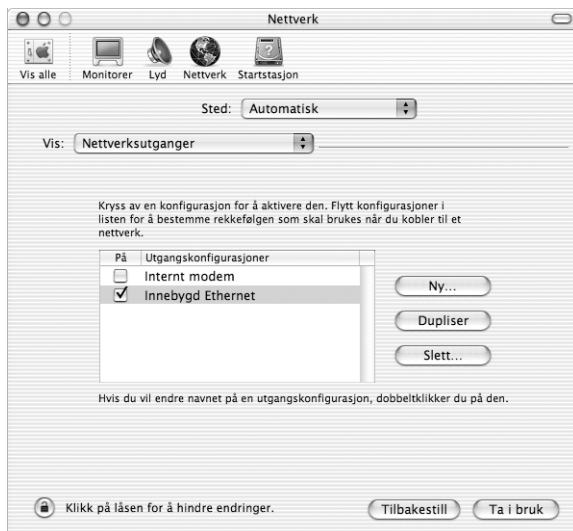 Nettverk
Vis alle Monitorer Lyd Nettverk Startstasjon
Sted: Automatisk
Vis: Nettverksutganger
Kryss av en konfigurasjon for å aktivere den. Flytt konfigurasjoner i
listen for å bestemme rekkefølgen som skal brukes når du kobler til et
nettverk.
På Utgangskonfigurasjoner
Internt modem
Innebygd Ethernet
Ny...
Dupliser
Slett...
Hvis du vil endre navnet på en utgangskonfigurasjon, dobbeltklikker du på den.
Klikk på låsen for å hindre endringer.
Tilbakestill Ta i bruk